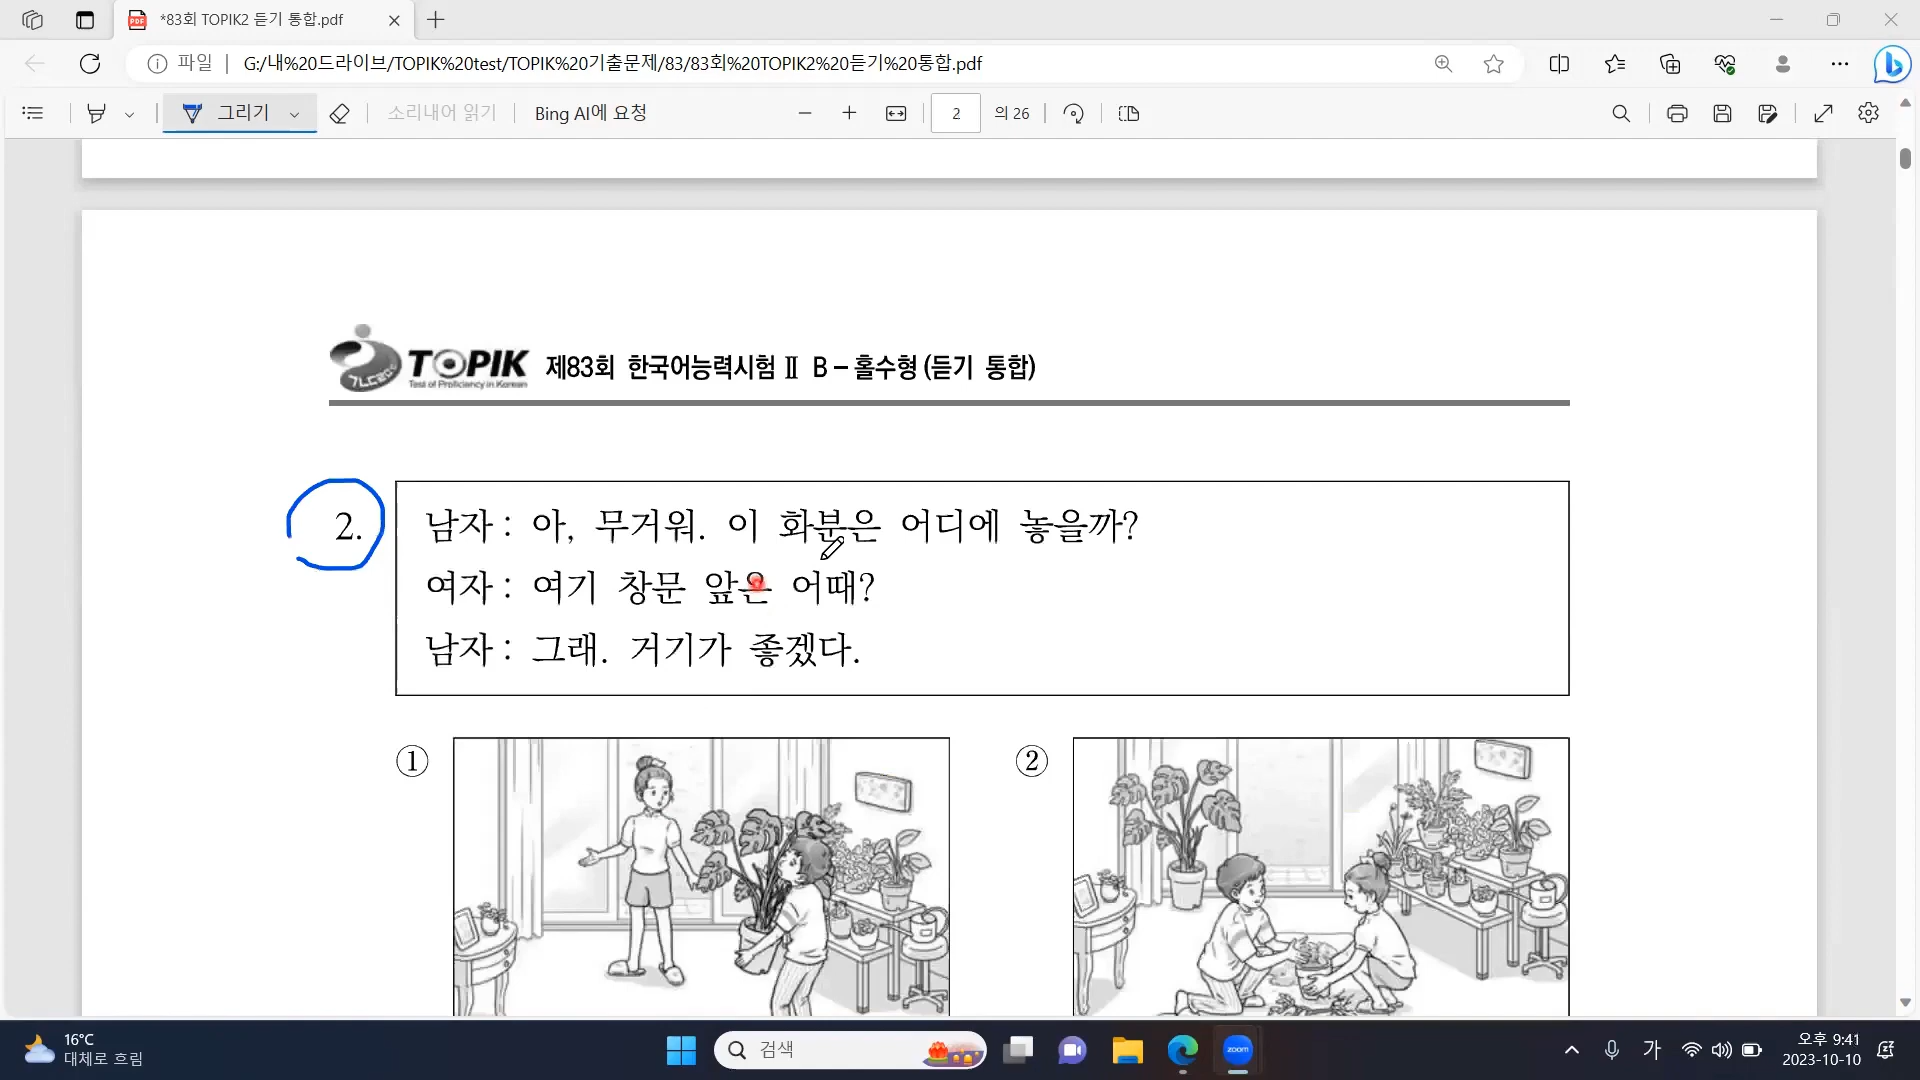 *83회 TOPIK2 듣기 통합.pdf
파일 G:/내%20드라이브/TOPIK%20test/TOPIK%20기출문제/83/83회%20TOPIK2%20듣기%20통합.pdf
그리기 소리내어 읽기 Bing AI에 요청 2 의 26
TOPIK 제83회 한국어능력시험 Ⅱ B – 홀수형 (듣기 통합)
Test of Proficiency in Korean
2. 남자 : 아, 무거워. 이 화분은 어디에 놓을까?
여자 : 여기 창문 앞은 어때?
남자 : 그래. 거기가 좋겠다.
① ②
16°C
대체로 흐림
검색
zoom
가
오후 9:41
2023-10-10